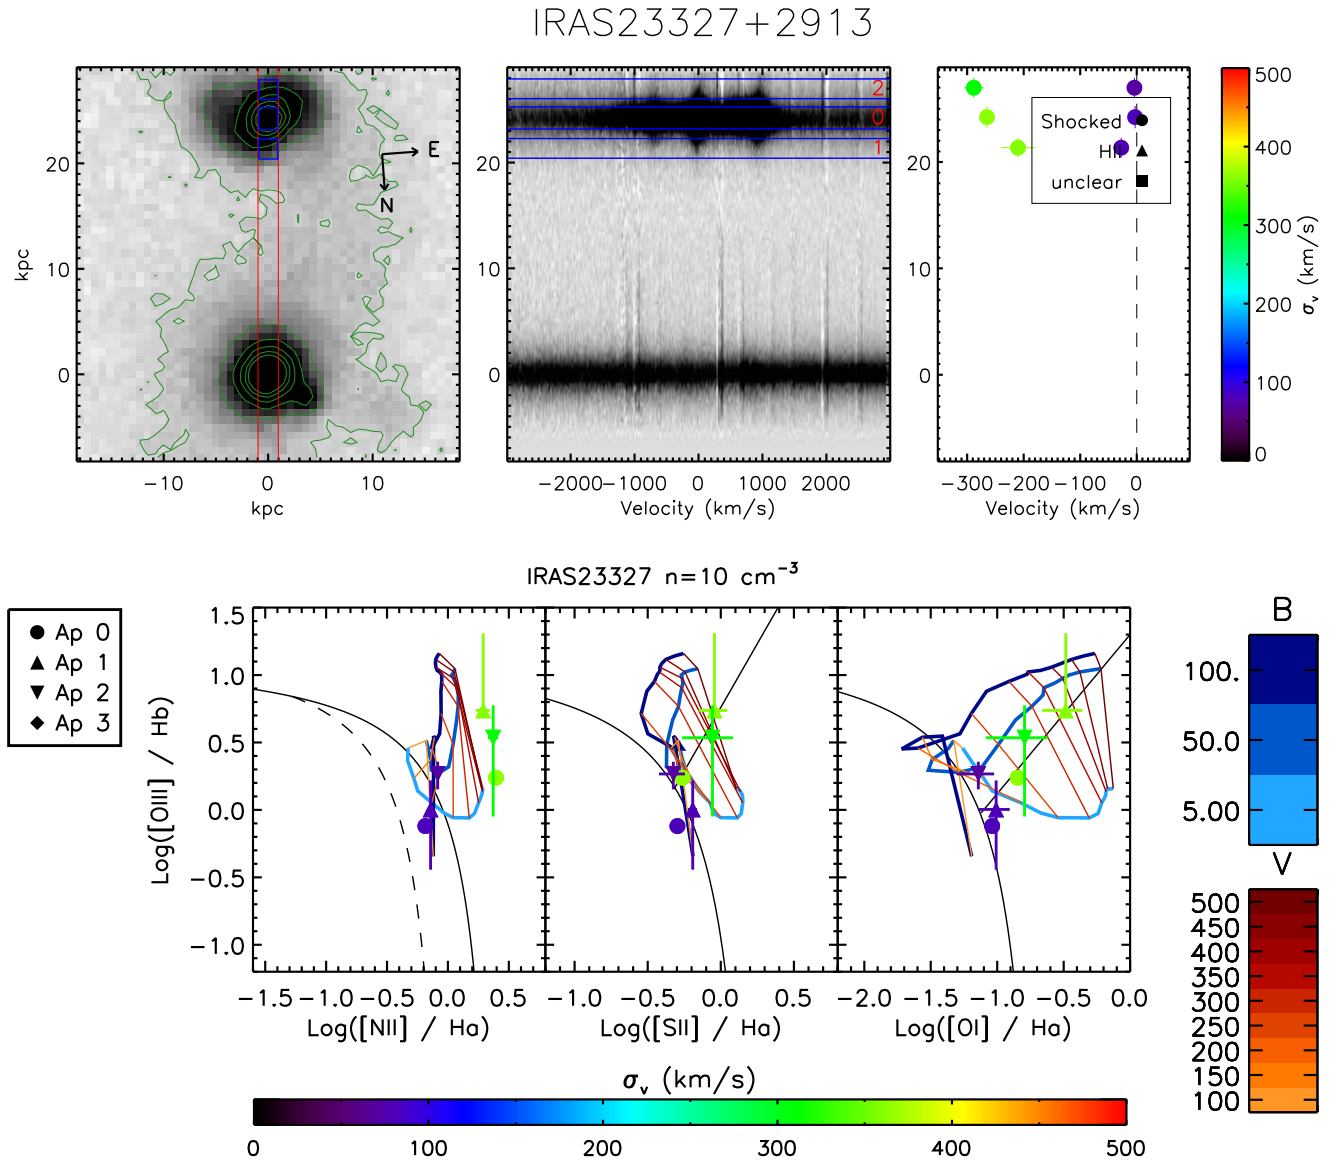 IRAS23327+2913
kpc
20
10
0
−10
0
10
kpc
E
N
2
0
1
20
10
0
−2000
−1000
0
1000
2000
Velocity (km/s)
Shocked
HII
unclear
20
10
0
−300
−200
−100
0
Velocity (km/s)
500
400
300
200
100
0
σv (km/s)
IRAS23327 n=10 cm−3
Ap 0
Ap 1
Ap 2
Ap 3
Log([OIII] / Hb)
1.5
1.0
0.5
0.0
−0.5
−1.0
−1.5
−1.0
−0.5
0.0
0.5
Log([NII] / Ha)
−1.0
−0.5
0.0
0.5
Log([SII] / Ha)
−2.0
−1.5
−1.0
−0.5
0.0
Log([OI] / Ha)
B
100.
50.0
5.00
V
500
450
400
350
300
250
200
150
100
σv (km/s)
0
100
200
300
400
500